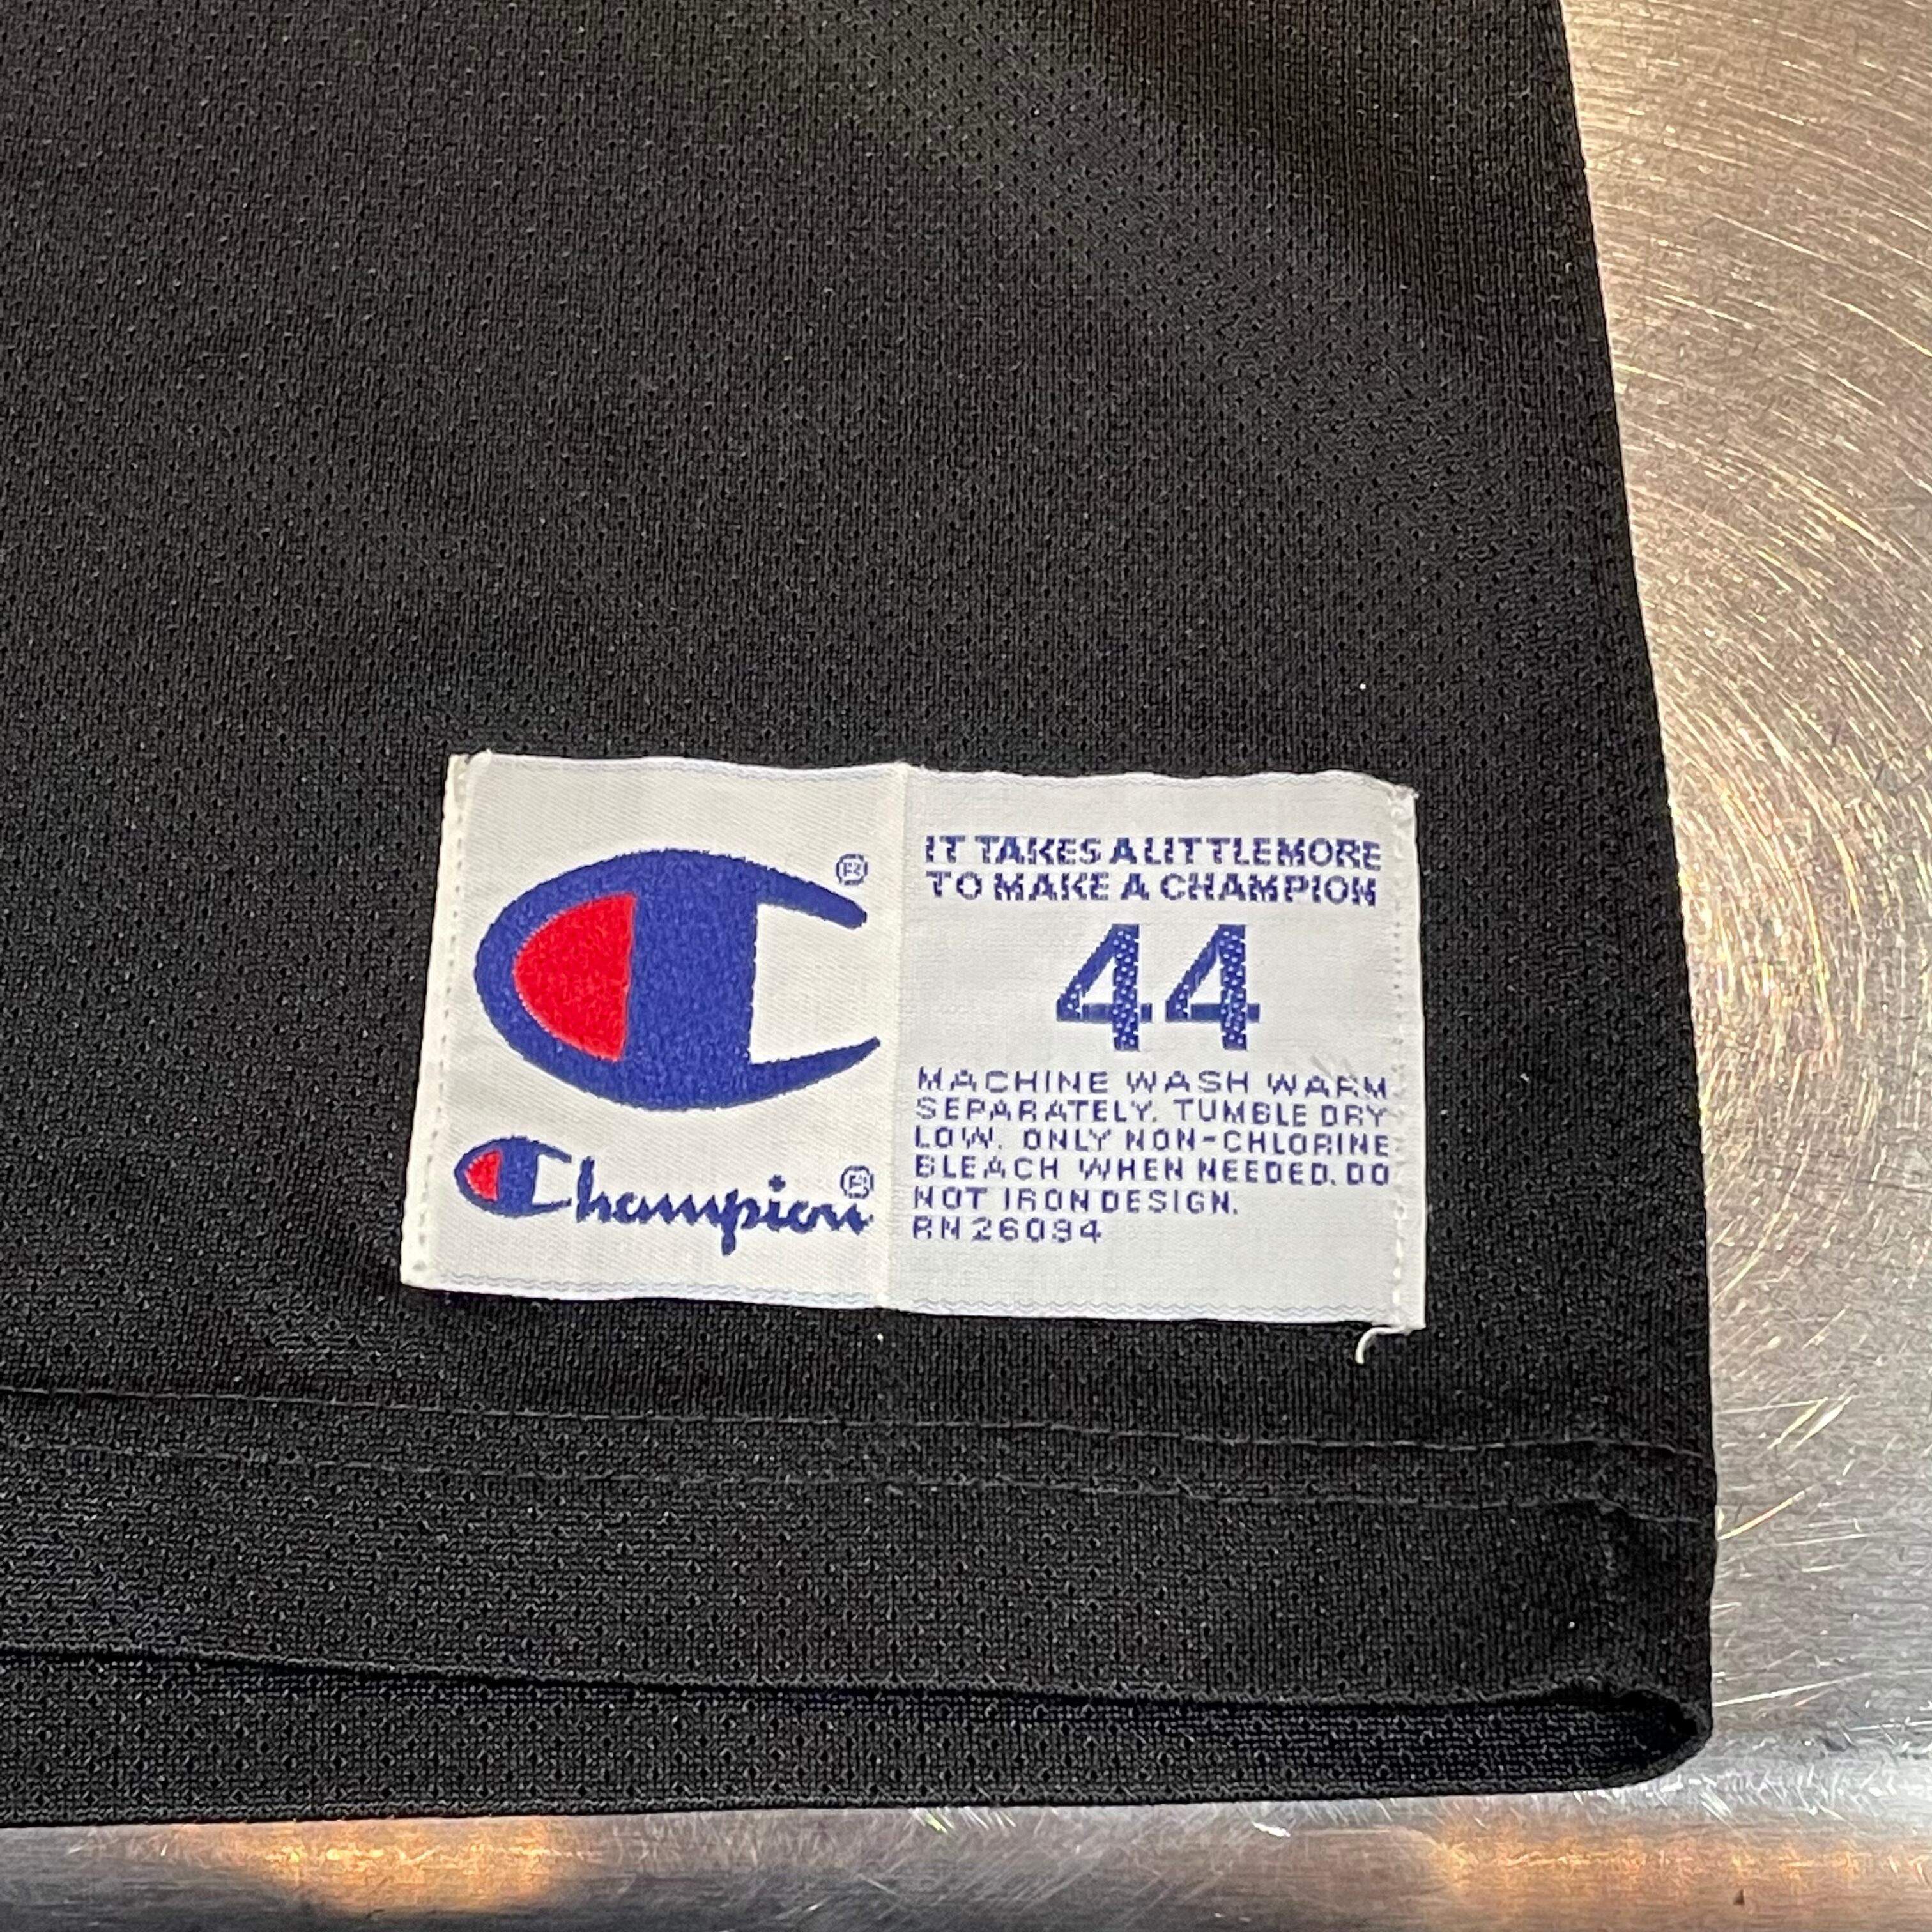 ®
Champion®
IT TAKES A LITTLE MORE
TO MAKE A CHAMPION
44
MACHINE WASH WARM
SEPARATELY. TUMBLE DRY
LOW. ONLY NON-CHLORINE
BLEACH WHEN NEEDED. DO
NOT IRON DESIGN.
RN 26094